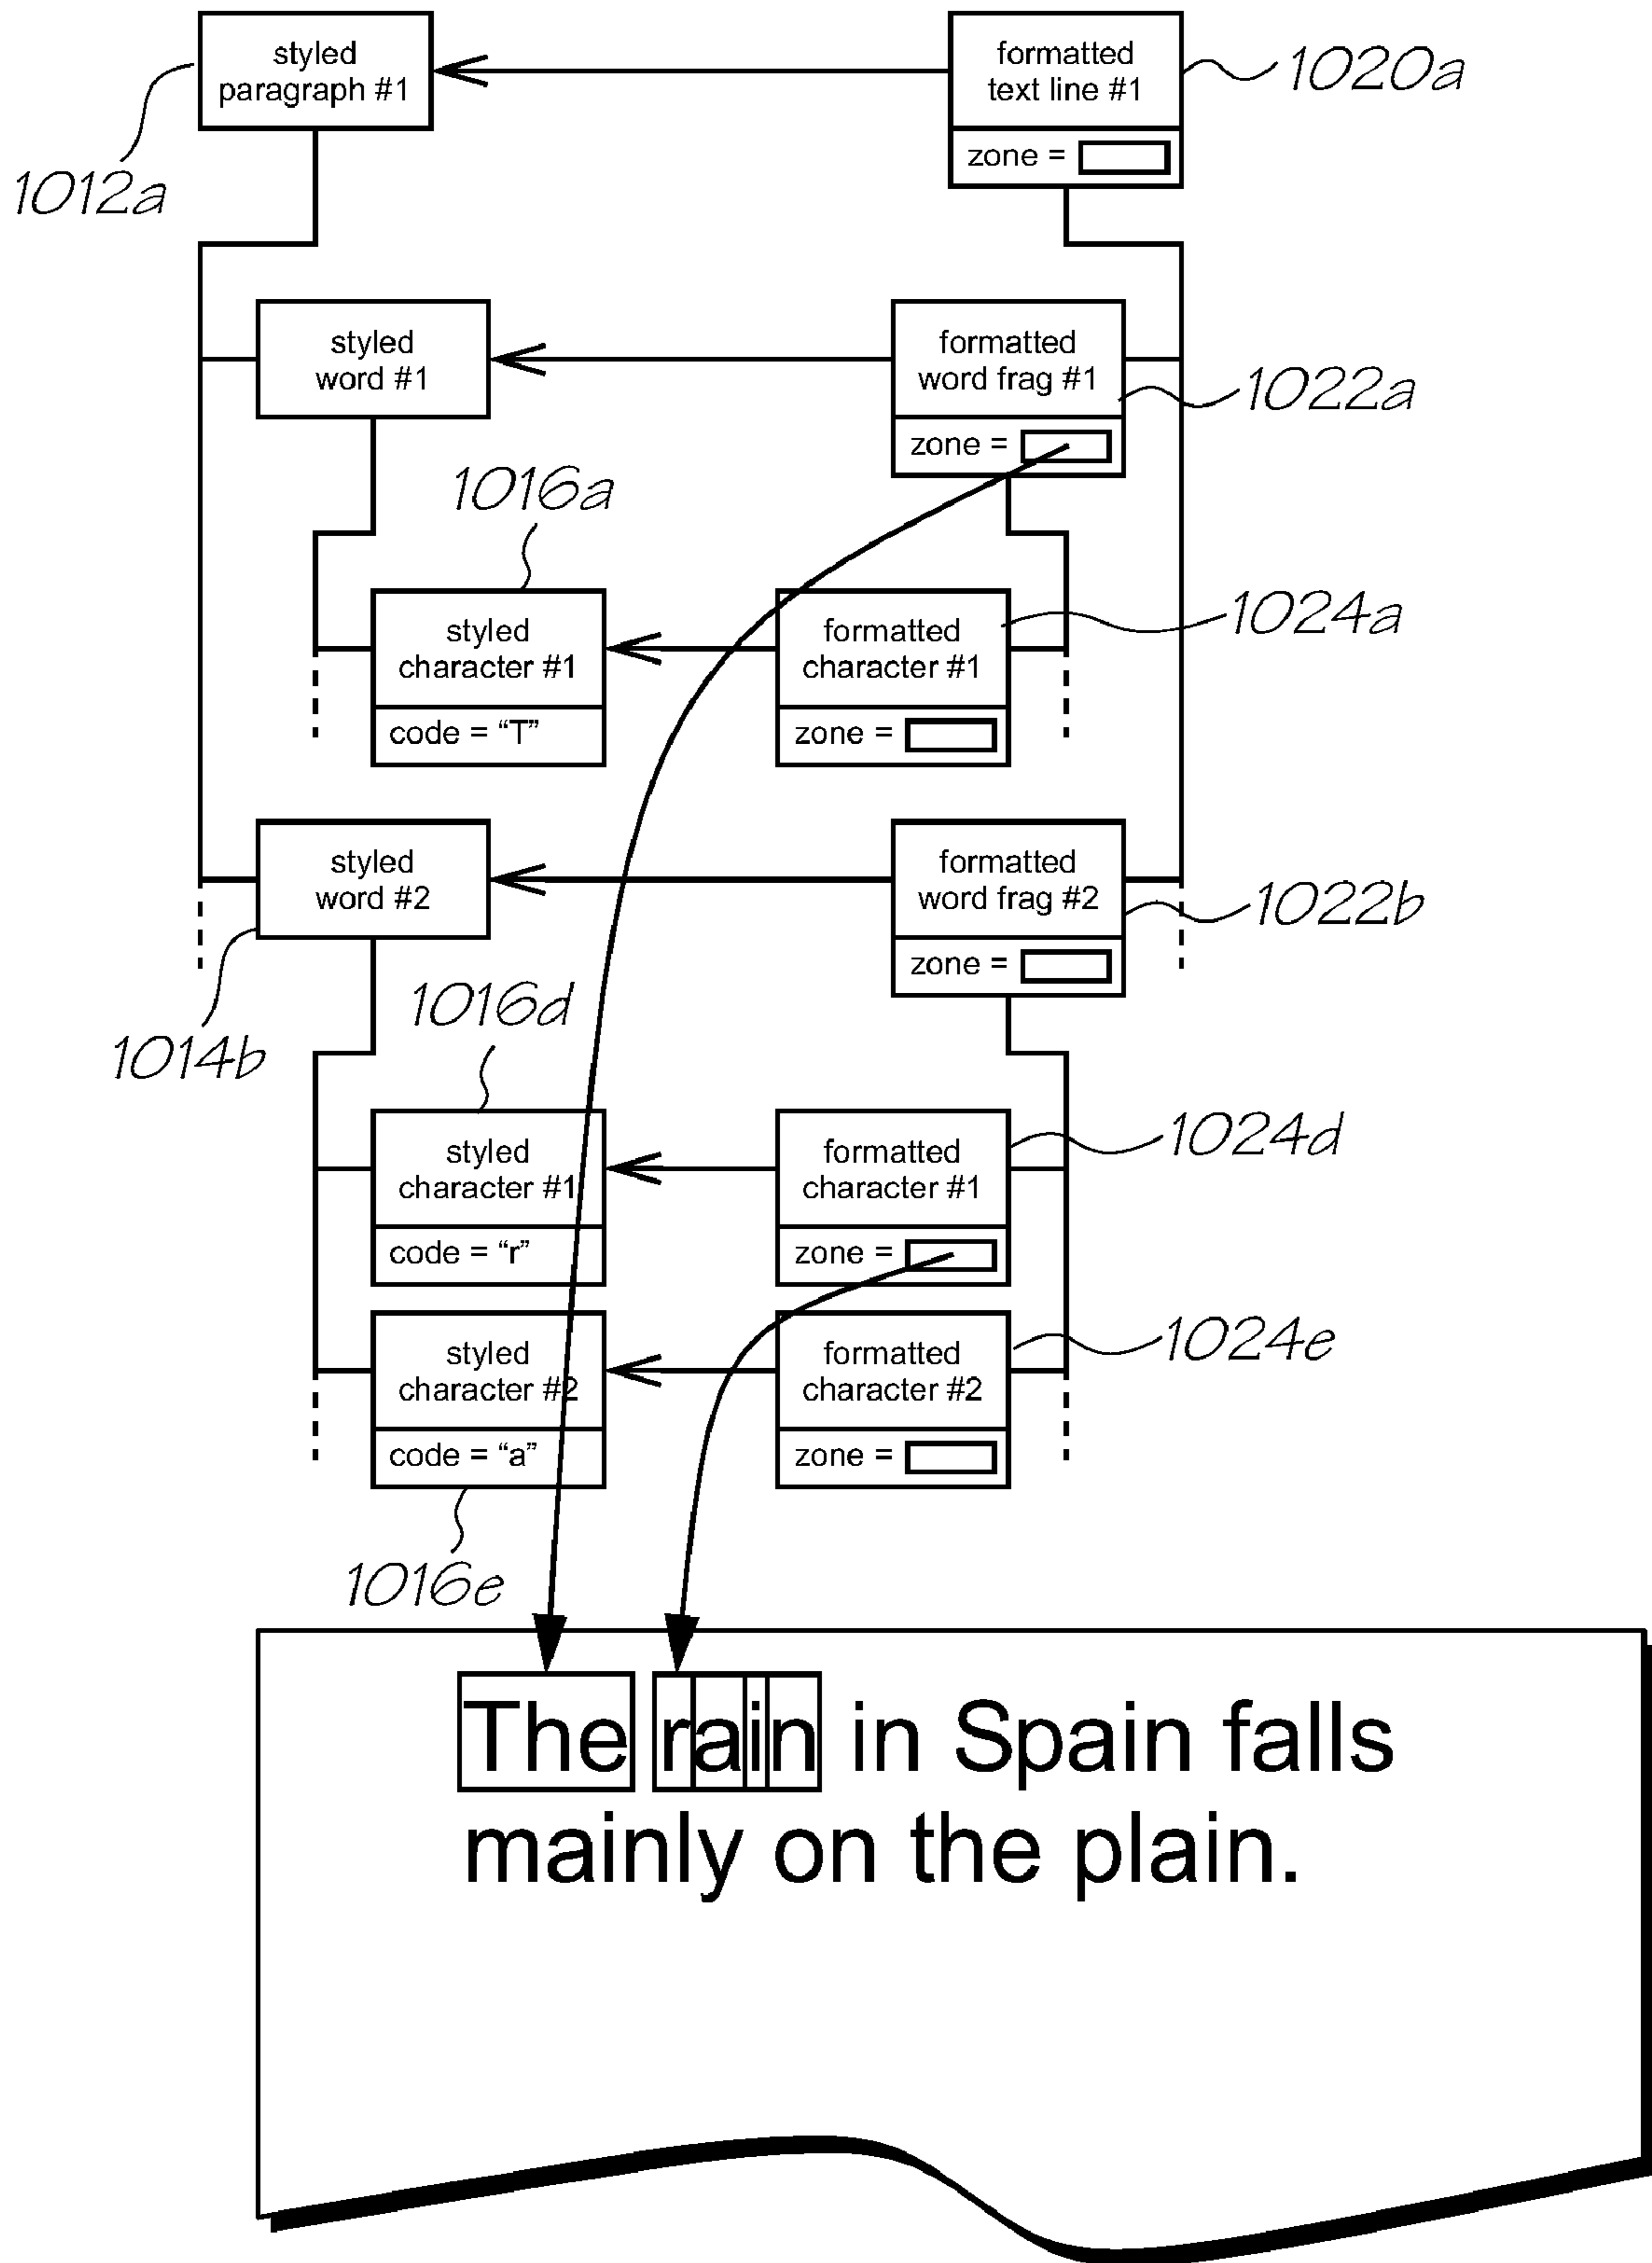 styled
paragraph #1
formatted
text line #1
zone =
1020a
1012a
styled
word #1
formatted
word frag #1
zone =
1022a
1016a
styled
character #1
code = “T”
formatted
character #1
zone =
1024a
styled
word #2
formatted
word frag #2
zone =
1022b
1014b
1016d
styled
character #1
code = “r”
formatted
character #1
zone =
1024d
styled
character #2
code = “a”
formatted
character #2
zone =
1024e
1016e
The rain in Spain falls
mainly on the plain.